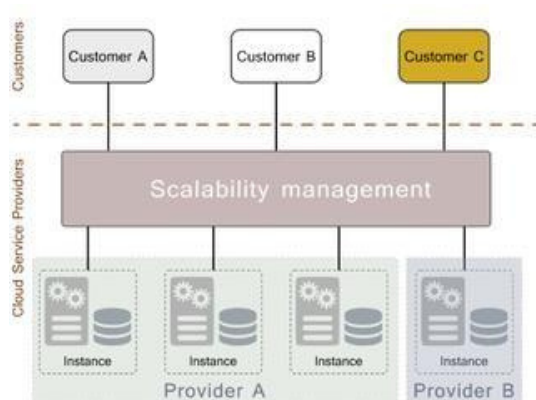 Customers
Customer A
Customer B
Customer C
Cloud Service Providers
Scalability management
Instance
Instance
Instance
Instance
Provider A
Provider B